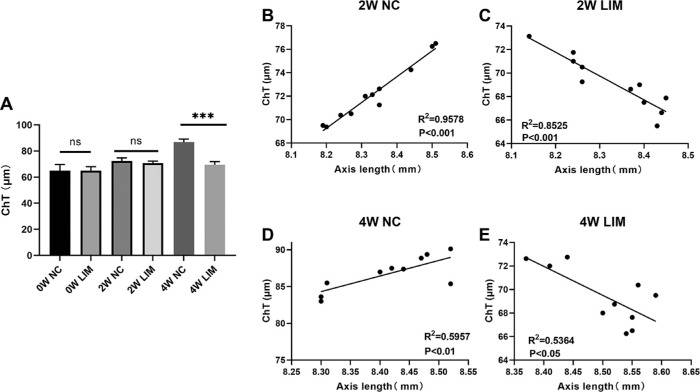 A
ChT (μm)
100
80
60
40
20
0
ns
ns
***
0W NC
0W LIM
2W NC
2W LIM
4W NC
4W LIM
B
2W NC
ChT (μm)
78
76
74
72
70
68
R²=0.9578
P<0.001
8.1 8.2 8.3 8.4 8.5 8.6
Axis length( mm)
C
2W LIM
ChT (μm)
74
72
70
68
66
64
R²=0.8525
P<0.001
8.1 8.2 8.3 8.4 8.5
Axis length( mm)
D
4W NC
ChT (μm)
95
90
85
80
75
R²=0.5957
P<0.01
8.25 8.30 8.35 8.40 8.45 8.50 8.55
Axis length( mm)
E
4W LIM
ChT (μm)
74
72
70
68
66
64
R²=0.5364
P<0.05
8.35 8.40 8.45 8.50 8.55 8.60 8.65
Axis length( mm)